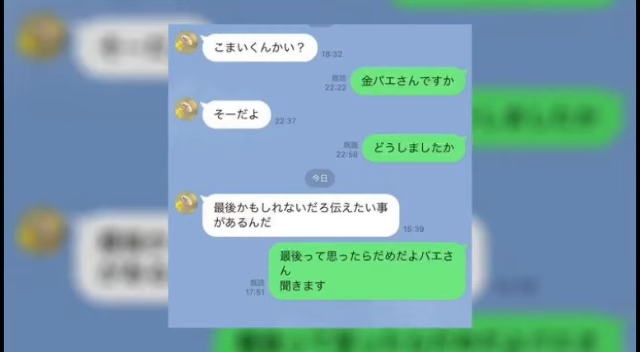 こまいくんかい？
18:32
金バエさんですか
既読
22:22
そーだよ
22:37
どうしましたか
既読
22:58
今日
最後かもしれないだろ伝えたい事
があるんだ
15:39
最後って思ったらだめだよバエさ
ん
聞きます
既読
17:51